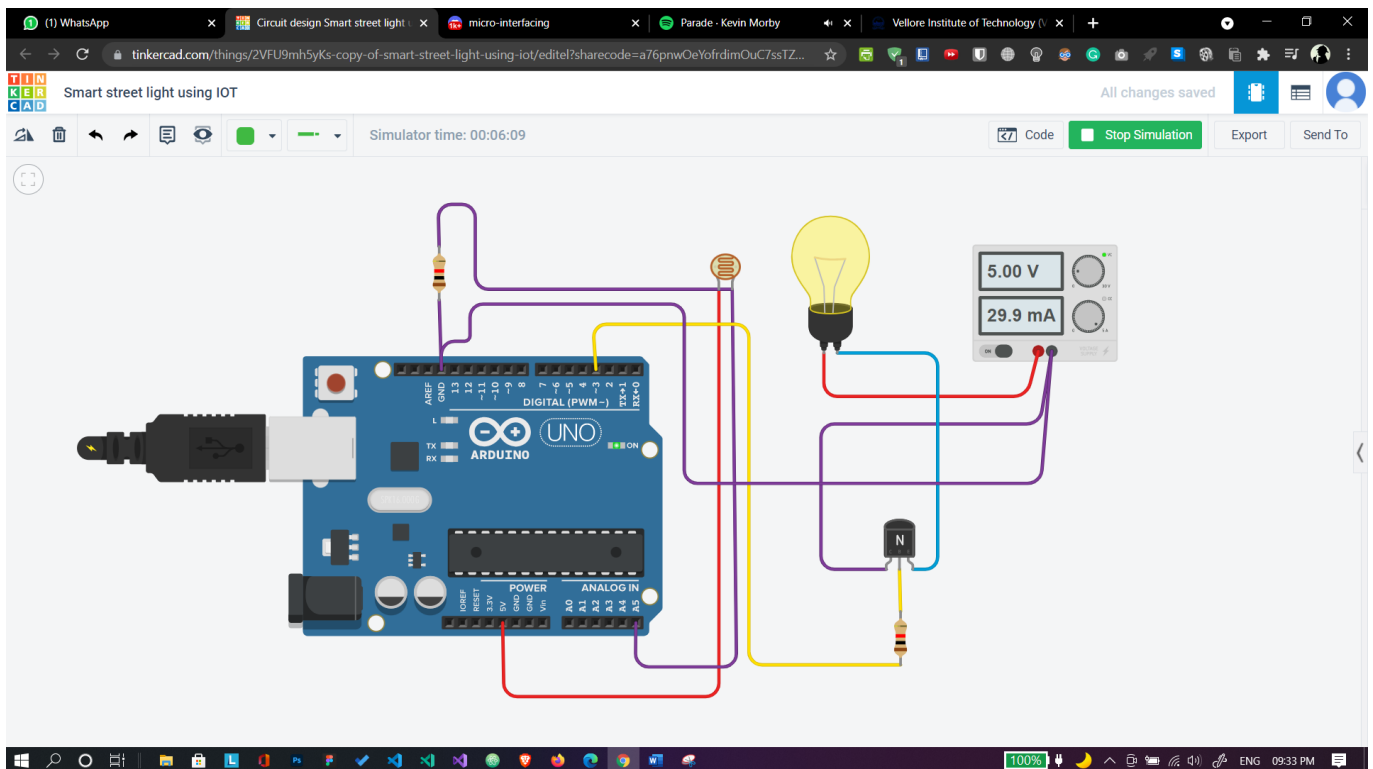 (1) WhatsApp
Circuit design Smart street light u
micro-interfacing
Parade · Kevin Morby
Vellore Institute of Technology (V
tinkercad.com/things/2VFU9mh5yKs-copy-of-smart-street-light-using-iot/editel?sharecode=a76pnwOeYofrdimOuC7ssTZ...
TIN
KER
CAD
Smart street light using IOT
All changes saved
Simulator time: 00:06:09
Code
Stop Simulation
Export
Send To
5.00 V
29.9 mA
ON
AREF
GND
13
12
~11
~10
~9
8
7
~6
~5
4
~3
2
TX→1
RX←0
DIGITAL (PWM~)
L
TX
RX
UNO
ARDUINO
ON
N
POWER
ANALOG IN
IOREF
RESET
3.3V
5V
GND
GND
Vin
A0
A1
A2
A3
A4
A5
100%
ENG
09:33 PM